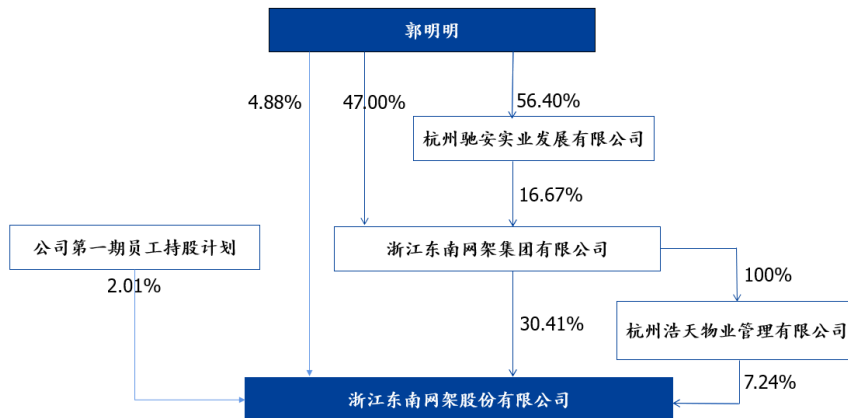 郭明明
4.88%
47.00%
56.40%
杭州驰安实业发展有限公司
16.67%
公司第一期员工持股计划
浙江东南网架集团有限公司
2.01%
100%
30.41%
杭州浩天物业管理有限公司
7.24%
浙江东南网架股份有限公司